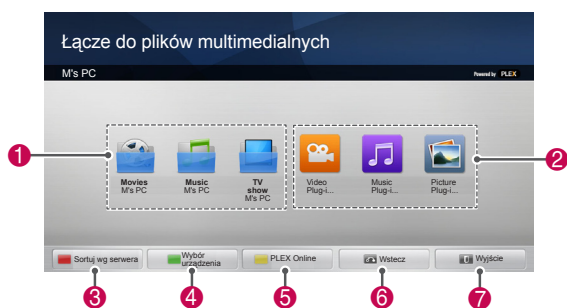 Łącze do plików multimedialnych
M's PC
Powered by PLEX
1
2
Movies
M's PC
Music
M's PC
TV
show
M's PC
Video
Plug-i...
Music
Plug-i...
Picture
Plug-i...
Sortuj wg serwera
Wybór
urządzenia
PLEX Online
Wstecz
Wyjście
3
4
5
6
7